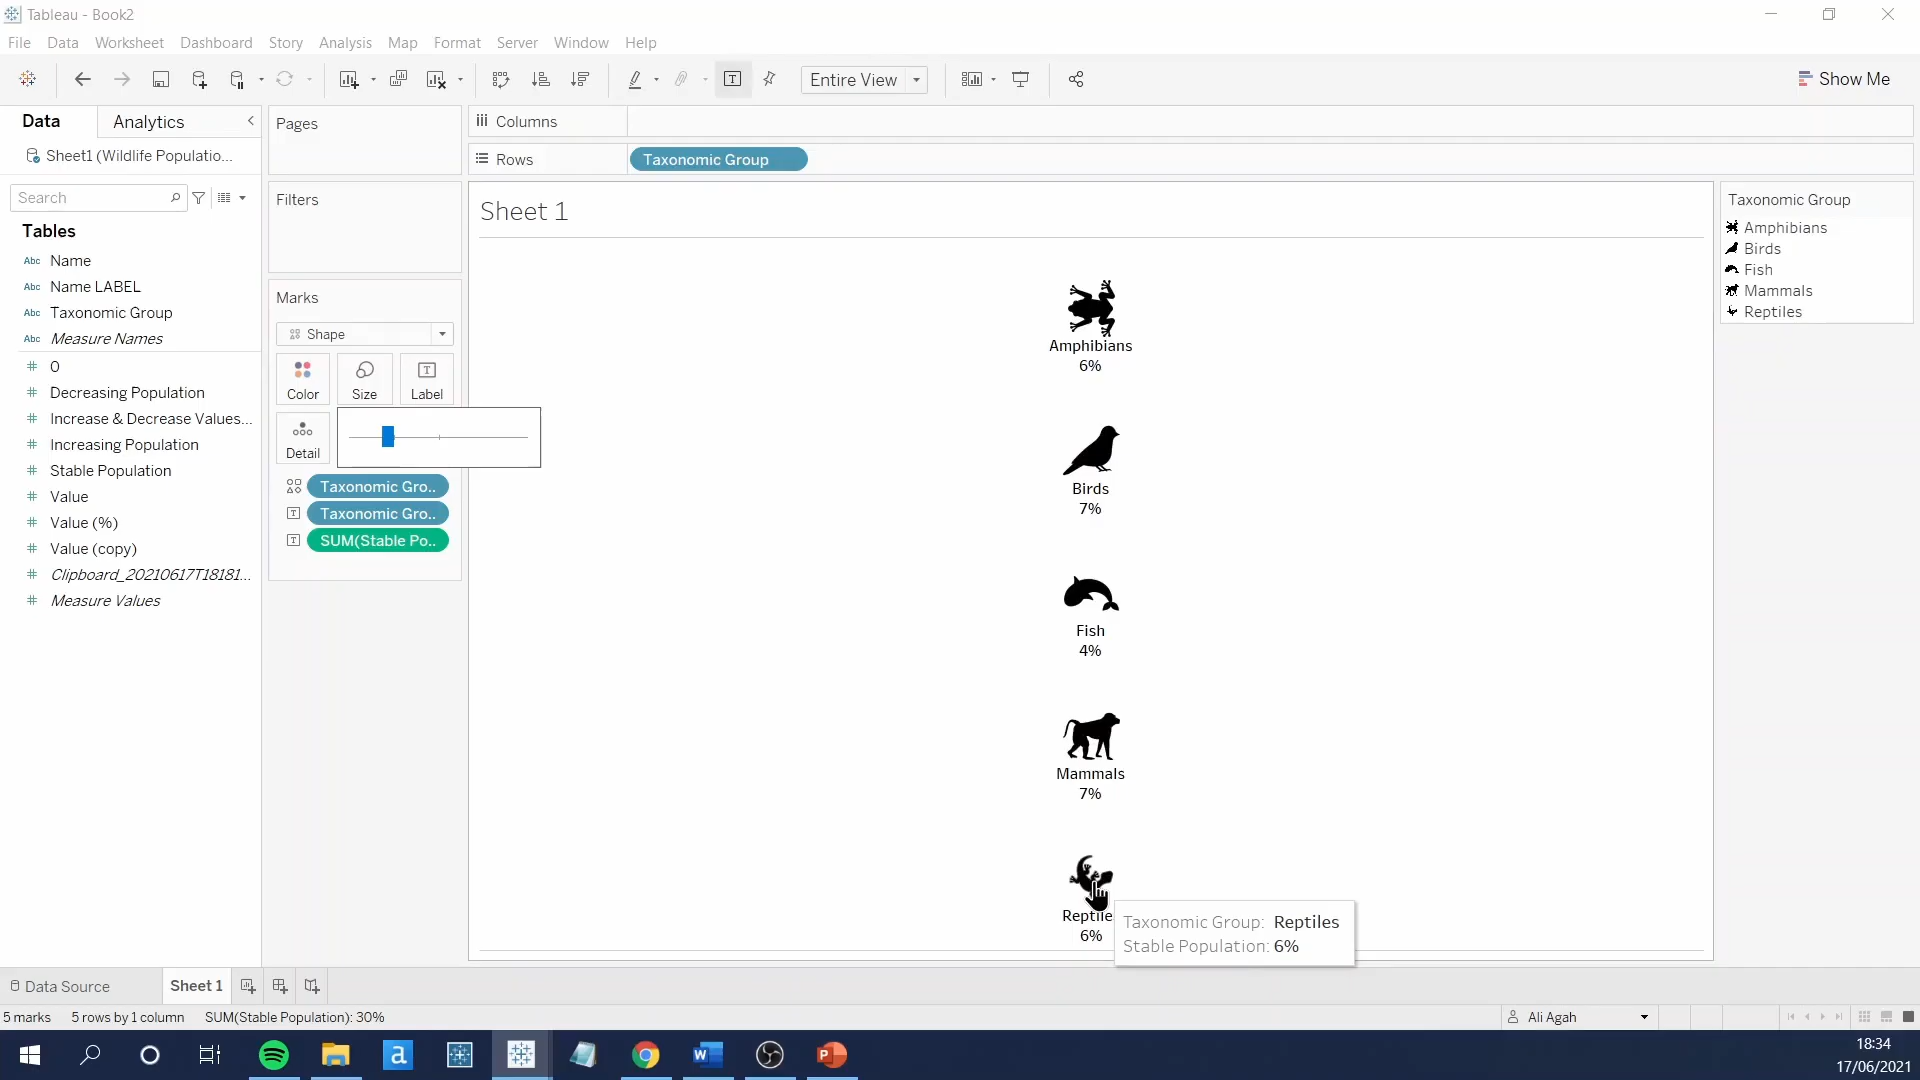 Tableau - Book2
File Data Worksheet Dashboard Story Analysis Map Format Server Window Help
Entire View
Show Me
Data
Analytics
Pages
Columns
Sheet1 (Wildlife Populatio...
Rows
Taxonomic Group
Search
Filters
Taxonomic Group
Sheet 1
Amphibians
Birds
Fish
Mammals
Reptiles
Tables
Abc Name
Abc Name LABEL
Abc Taxonomic Group
Abc Measure Names
# 0
# Decreasing Population
# Increase & Decrease Values...
# Increasing Population
# Stable Population
# Value
# Value (%)
# Value (copy)
# Clipboard_20210617T18181...
# Measure Values
Marks
Shape
Color
Size
Label
Detail
Taxonomic Gro..
Taxonomic Gro..
SUM(Stable Po..
Amphibians
6%
Birds
7%
Fish
4%
Mammals
7%
Reptile
6%
Taxonomic Group: Reptiles
Stable Population: 6%
Data Source
Sheet 1
5 marks
5 rows by 1 column
SUM(Stable Population): 30%
Ali Agah
18:34
17/06/2021